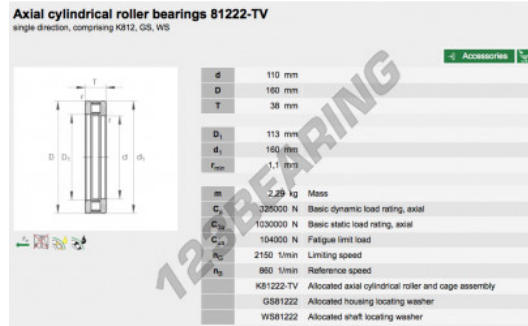 Axial cylindrical roller bearings 81222-TV
single direction, comprising K812, GS, WS
Accessories
d 110 mm
D 160 mm
T 38 mm
D₁ 113 mm
d₁ 160 mm
rmin 1,1 mm
m 2,29 kg Mass
Ca 325000 N Basic dynamic load rating, axial
C0a 1030000 N Basic static load rating, axial
Cua 104000 N Fatigue limit load
nG 2150 1/min Limiting speed
nB 860 1/min Reference speed
K81222-TV Allocated axial cylindrical roller and cage assembly
GS81222 Allocated housing locating washer
WS81222 Allocated shaft locating washer
T
r
r
D D₁ d d₁
123BEARING